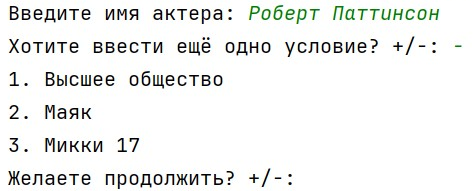 Введите имя актера: Роберт Паттинсон
Хотите ввести ещё одно условие? +/-: -
1. Высшее общество
2. Маяк
3. Микки 17
Желаете продолжить? +/-: